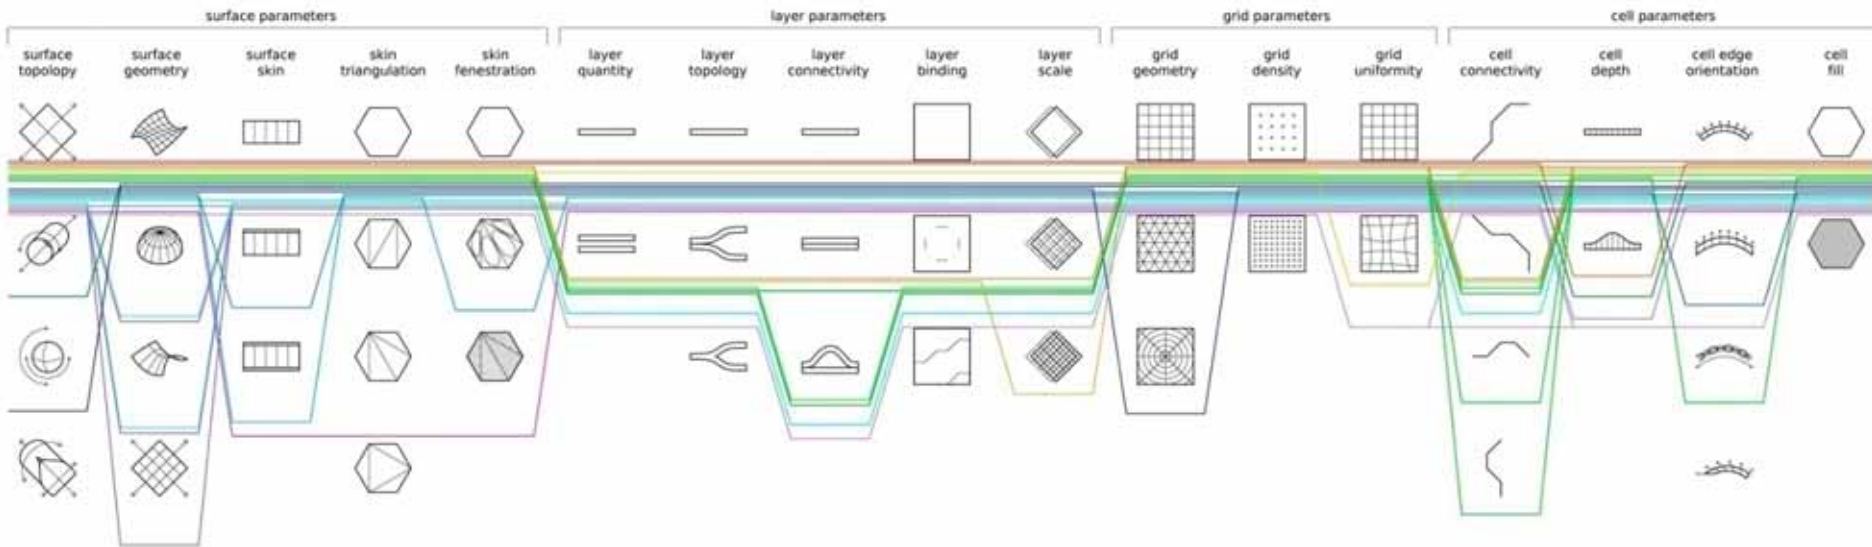 surface parameters
layer parameters
grid parameters
cell parameters
surface topology
surface geometry
surface skin
skin triangulation
skin fenestration
layer quantity
layer topology
layer connectivity
layer binding
layer scale
grid geometry
grid density
grid uniformity
cell connectivity
cell depth
cell edge orientation
cell fill